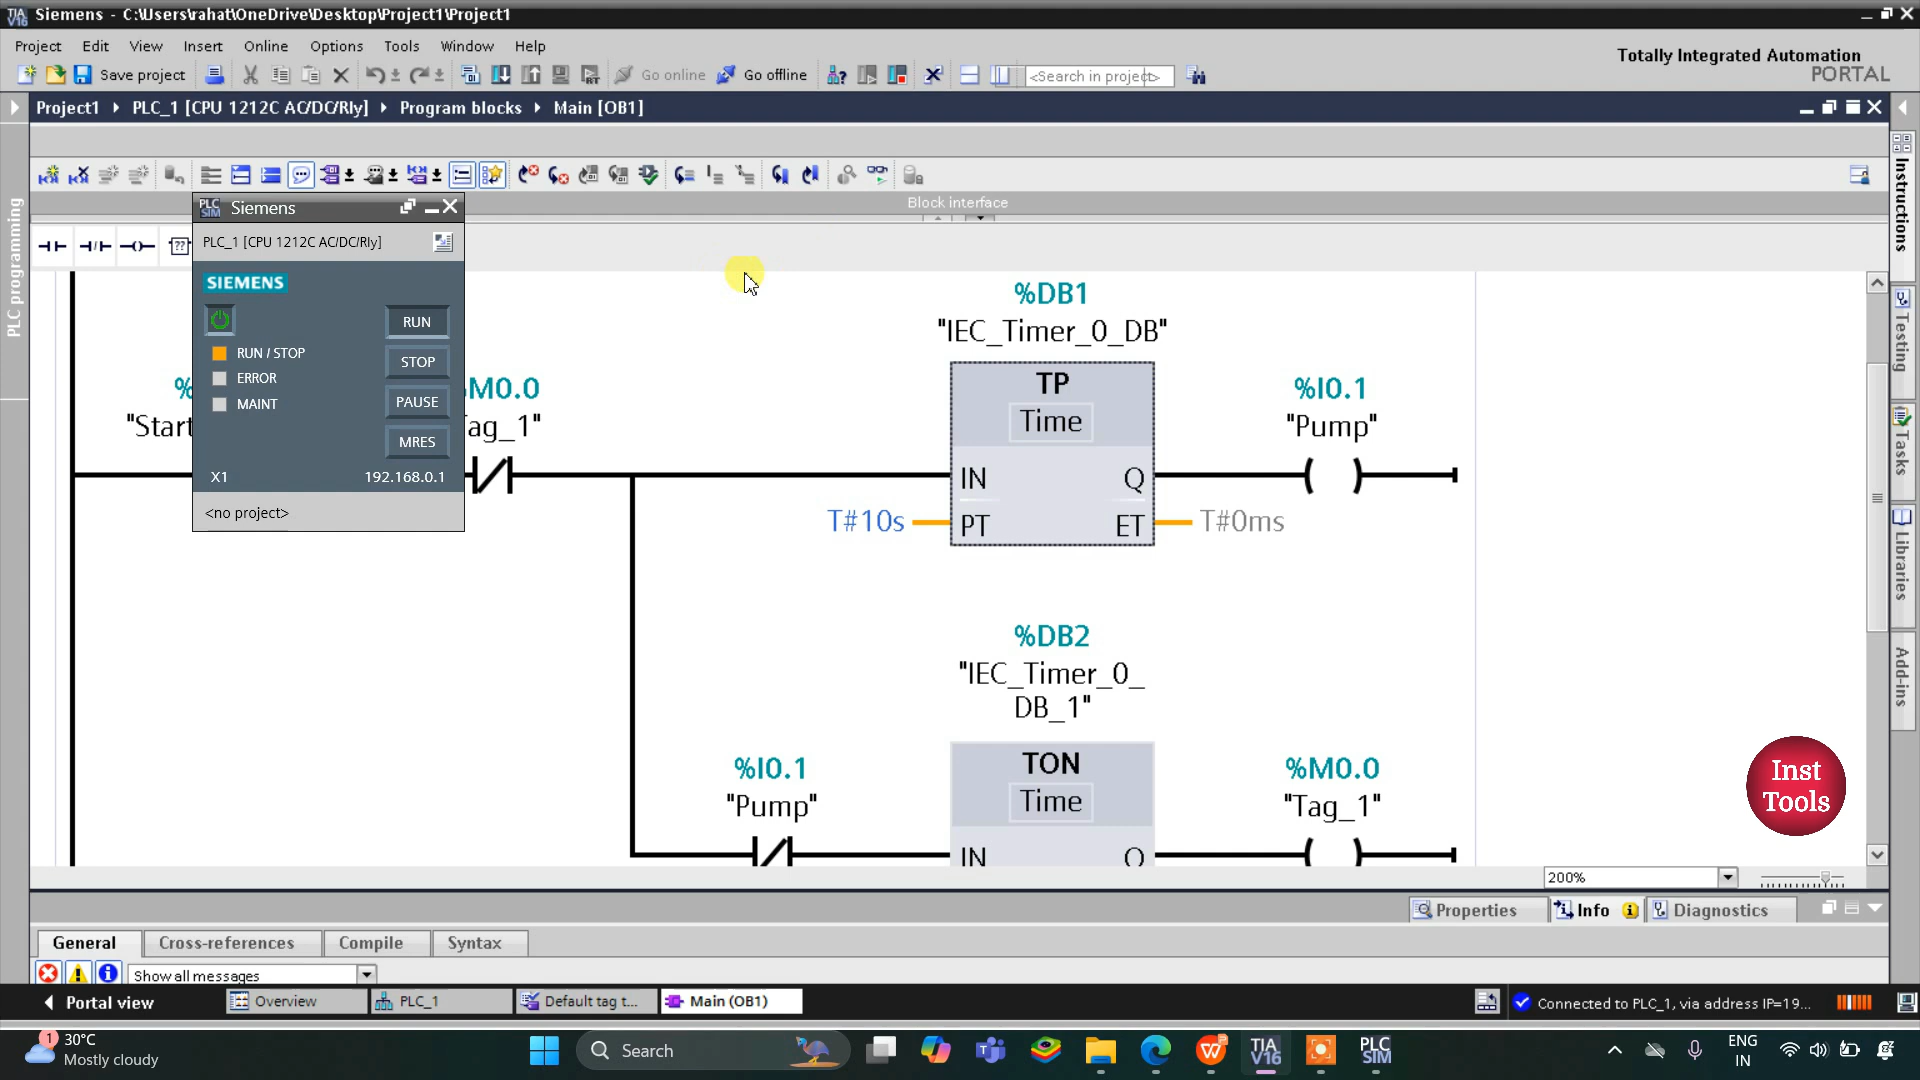 Siemens - C:\Users\rahat\OneDrive\Desktop\Project1\Project1
Project Edit View Insert Online Options Tools Window Help
Totally Integrated Automation
PORTAL
Save project
Go online
Go offline
<Search in project>
Project1 PLC_1 [CPU 1212C AC/DC/Rly] Program blocks Main [OB1]
Block interface
PLC programming
Instructions
Testing
Tasks
Libraries
Add-ins
PLC SIM
Siemens
PLC_1 [CPU 1212C AC/DC/Rly]
SIEMENS
RUN
RUN / STOP
STOP
ERROR
MAINT
PAUSE
MRES
X1 192.168.0.1
<no project>
"Start
M0.0
ag_1"
%DB1
"IEC_Timer_0_DB"
TP
Time
IN Q
T#10s PT ET T#0ms
%I0.1
"Pump"
%DB2
"IEC_Timer_0_
DB_1"
%I0.1
"Pump"
TON
Time
IN Q
%M0.0
"Tag_1"
Inst
Tools
200%
Properties Info Diagnostics
General Cross-references Compile Syntax
Show all messages
Portal view Overview PLC_1 Default tag t... Main (OB1) Connected to PLC_1, via address IP=19...
1
30°C
Mostly cloudy
Search
TIA V16
PLC SIM
ENG
IN